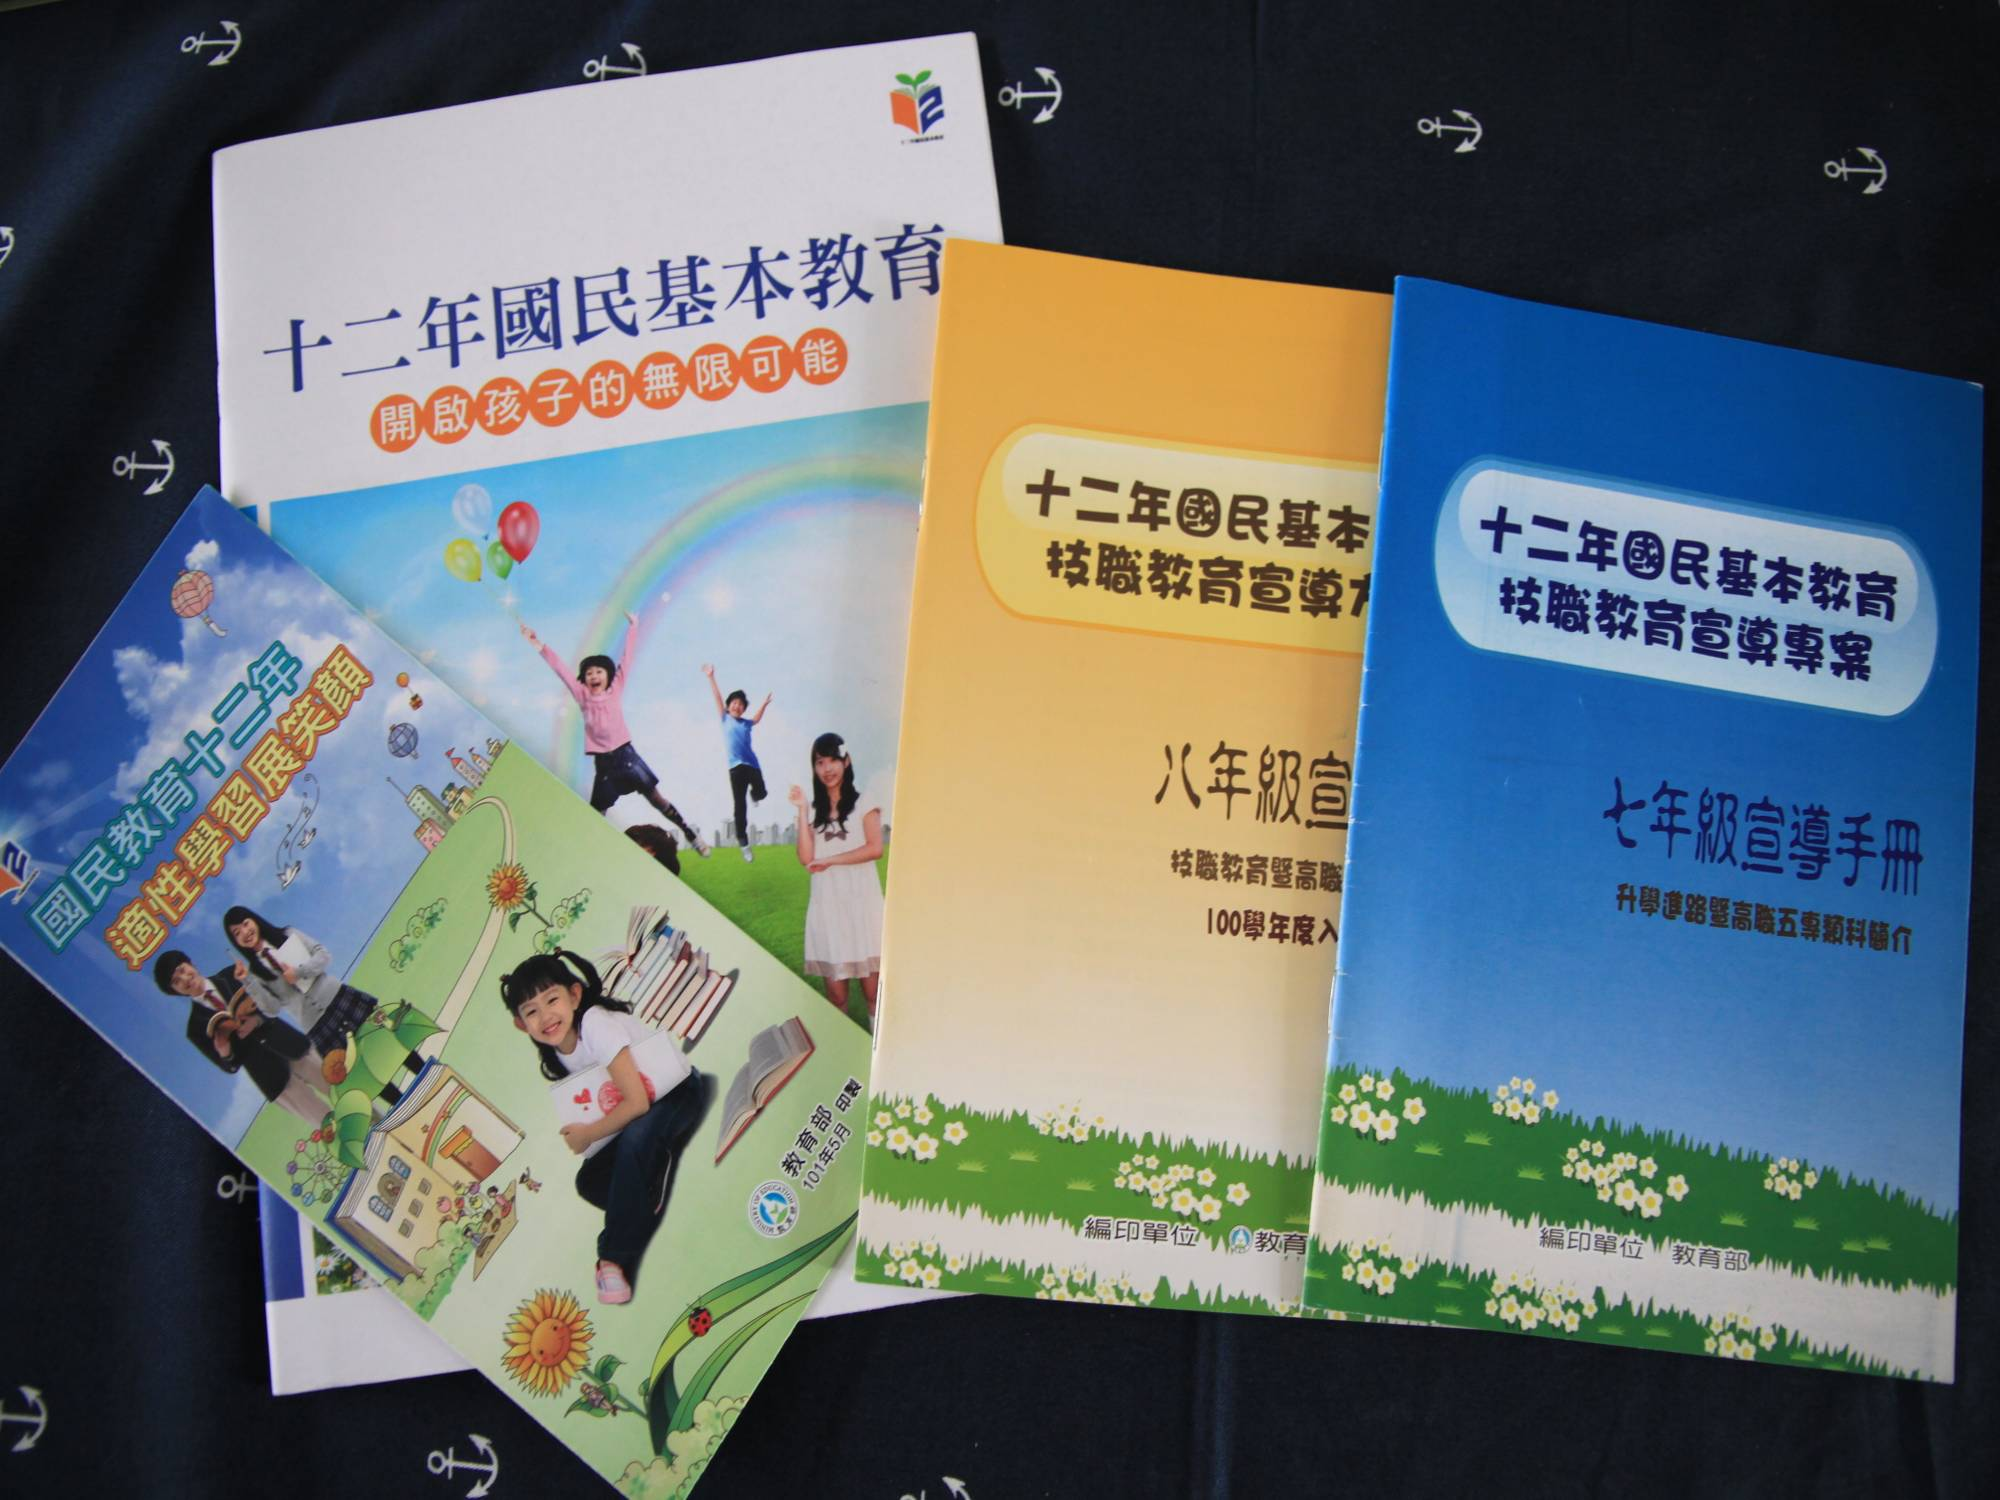 十二年國民基本教育
開啟孩子的無限可能
國民教育十二年
適性學習展笑顏
教育部
101年5月 印製
十二年國民基本
技職教育宣導
八年級宣
技職教育暨高職
100學年度入
編印單位 教育
十二年國民基本教育
技職教育宣導專案
七年級宣導手冊
升學進路暨高職五專類科簡介
編印單位 教育部